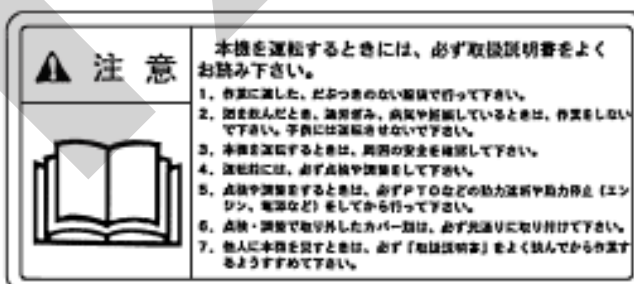 注 意
本機を運転するときには、必ず取扱説明書をよく
お読み下さい。
1. 作業に適した、だぶつきのない服装で行って下さい。
2. 酒を飲んだとき、過労ぎみ、病気や妊娠しているときは、作業をしない
で下さい。子供には運転させないで下さい。
3. 本機を運転するときは、周囲の安全を確認して下さい。
4. 運転前には、必ず点検や調整をして下さい。
5. 点検や調整をするときは、必ずPTOなどの動力遮断や動力停止(エン
ジン、電源など)をしてから行って下さい。
6. 点検・調整で取り外したカバー類は、必ず元通りに取り付けて下さい。
7. 他人に本機を貸すときは、必ず「取扱説明書」をよく読んでから作業す
るようすすめて下さい。